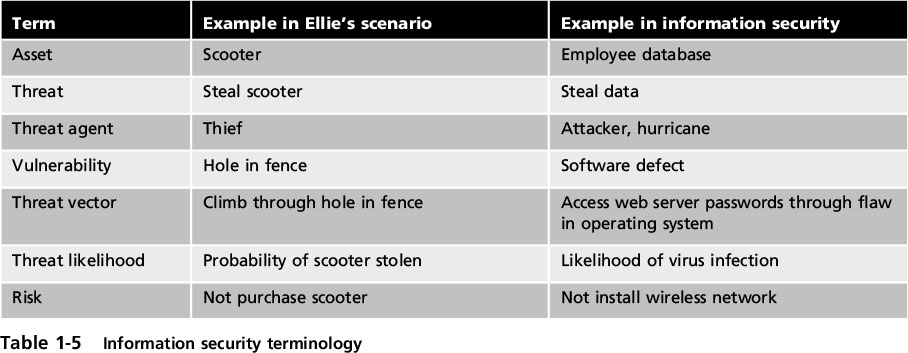 Term Example in Ellie's scenario Example in information security
Asset Scooter Employee database
Threat Steal scooter Steal data
Threat agent Thief Attacker, hurricane
Vulnerability Hole in fence Software defect
Threat vector Climb through hole in fence Access web server passwords through flaw
in operating system
Threat likelihood Probability of scooter stolen Likelihood of virus infection
Risk Not purchase scooter Not install wireless network
Table 1-5 Information security terminology